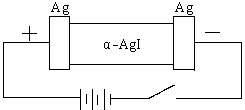 Ag Ag
+ α-AgI −